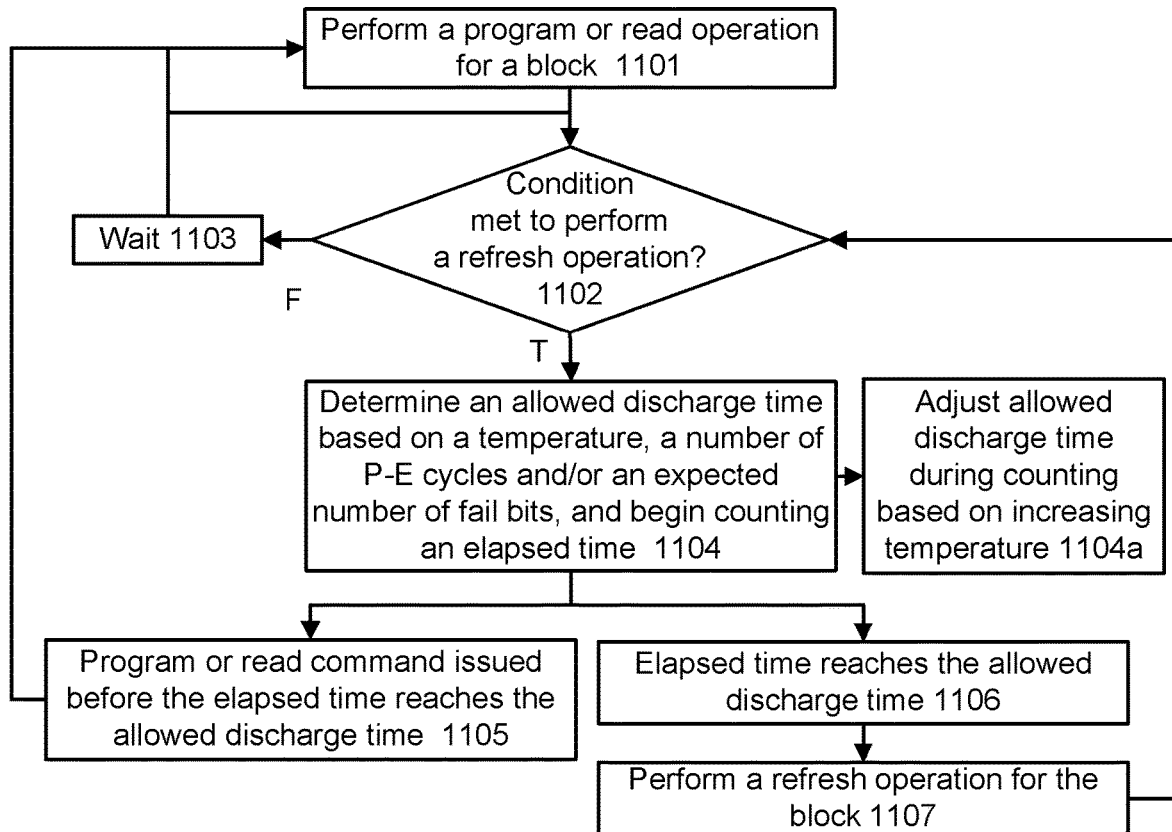 Perform a program or read operation
for a block 1101
Condition
met to perform
a refresh operation?
1102
Wait 1103
F
T
Determine an allowed discharge time
based on a temperature, a number of
P-E cycles and/or an expected
number of fail bits, and begin counting
an elapsed time 1104
Adjust allowed
discharge time
during counting
based on increasing
temperature 1104a
Program or read command issued
before the elapsed time reaches the
allowed discharge time 1105
Elapsed time reaches the allowed
discharge time 1106
Perform a refresh operation for the
block 1107